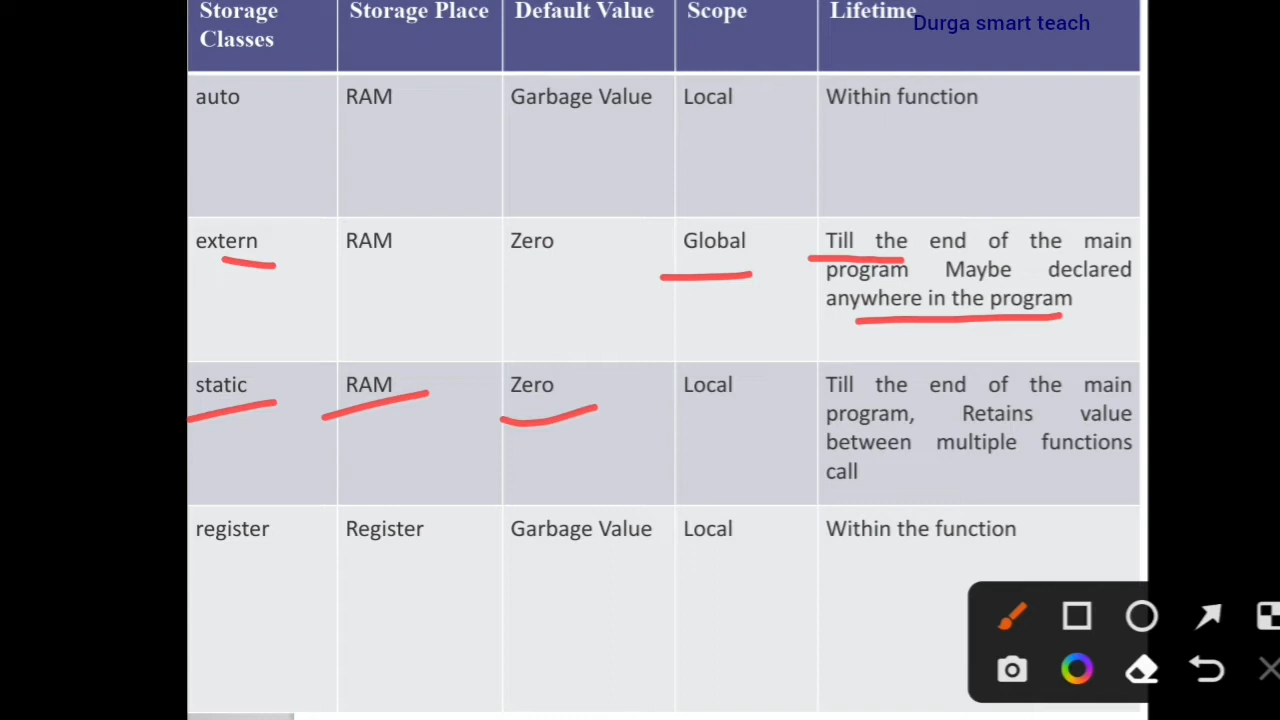 Storage Classes Storage Place Default Value Scope Lifetime
Durga smart teach
auto RAM Garbage Value Local Within function
extern RAM Zero Global Till the end of the main
program Maybe declared
anywhere in the program
static RAM Zero Local Till the end of the main
program, Retains value
between multiple functions
call
register Register Garbage Value Local Within the function